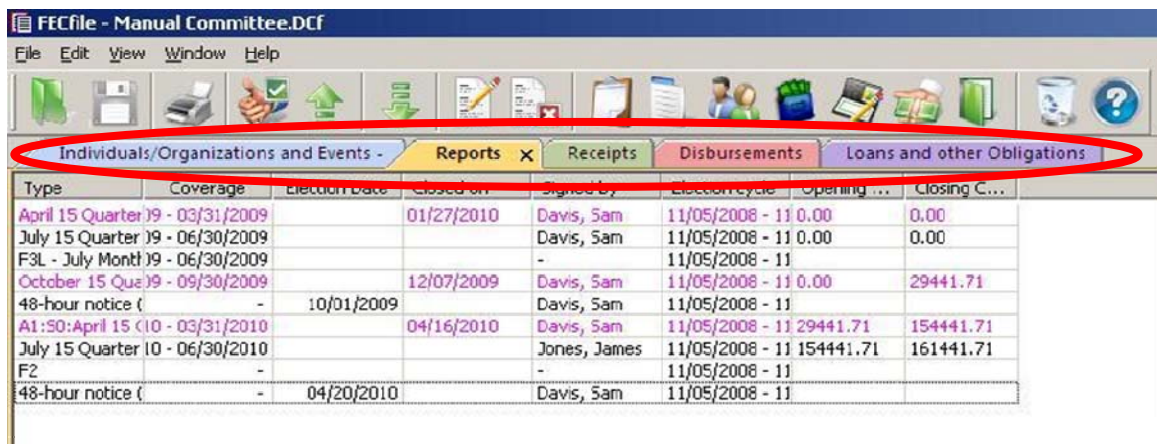 FECfile - Manual Committee.DCf
File Edit View Window Help
Individuals/Organizations and Events - Reports x Receipts Disbursements Loans and other Obligations
Type Coverage Election Date Closed on Signed by Election cycle Opening ... Closing C...
April 15 Quarter 09 - 03/31/2009 01/27/2010 Davis, Sam 11/05/2008 - 11 0.00 0.00
July 15 Quarter 09 - 06/30/2009 Davis, Sam 11/05/2008 - 11 0.00 0.00
F3L - July Month 09 - 06/30/2009 - 11/05/2008 - 11
October 15 Qua 09 - 09/30/2009 12/07/2009 Davis, Sam 11/05/2008 - 11 0.00 29441.71
48-hour notice ( - 10/01/2009 Davis, Sam 11/05/2008 - 11
A1:S0:April 15 ( 10 - 03/31/2010 04/16/2010 Davis, Sam 11/05/2008 - 11 29441.71 154441.71
July 15 Quarter 10 - 06/30/2010 Jones, James 11/05/2008 - 11 154441.71 161441.71
F2 - - 11/05/2008 - 11
48-hour notice ( - 04/20/2010 Davis, Sam 11/05/2008 - 11